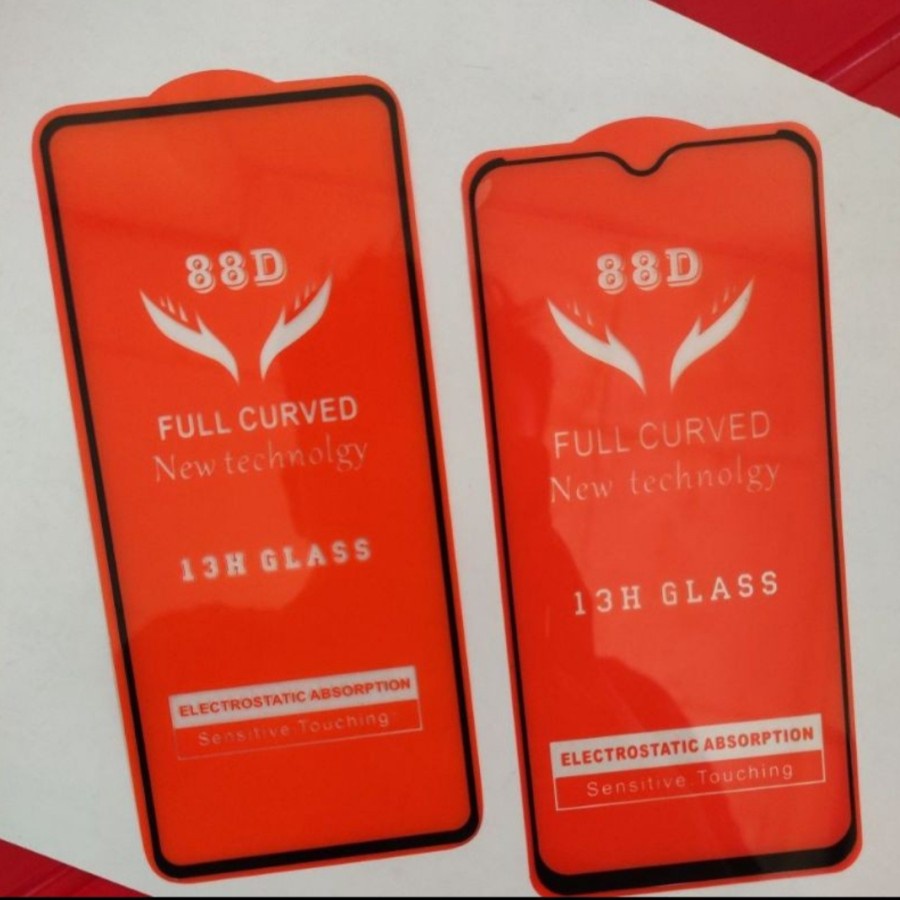 88D
FULL CURVED
New technolgy
13H GLASS
ELECTROSTATIC ABSORPTION
Sensitive Touching
88D
FULL CURVED
New technolgy
13H GLASS
ELECTROSTATIC ABSORPTION
Sensitive Touching